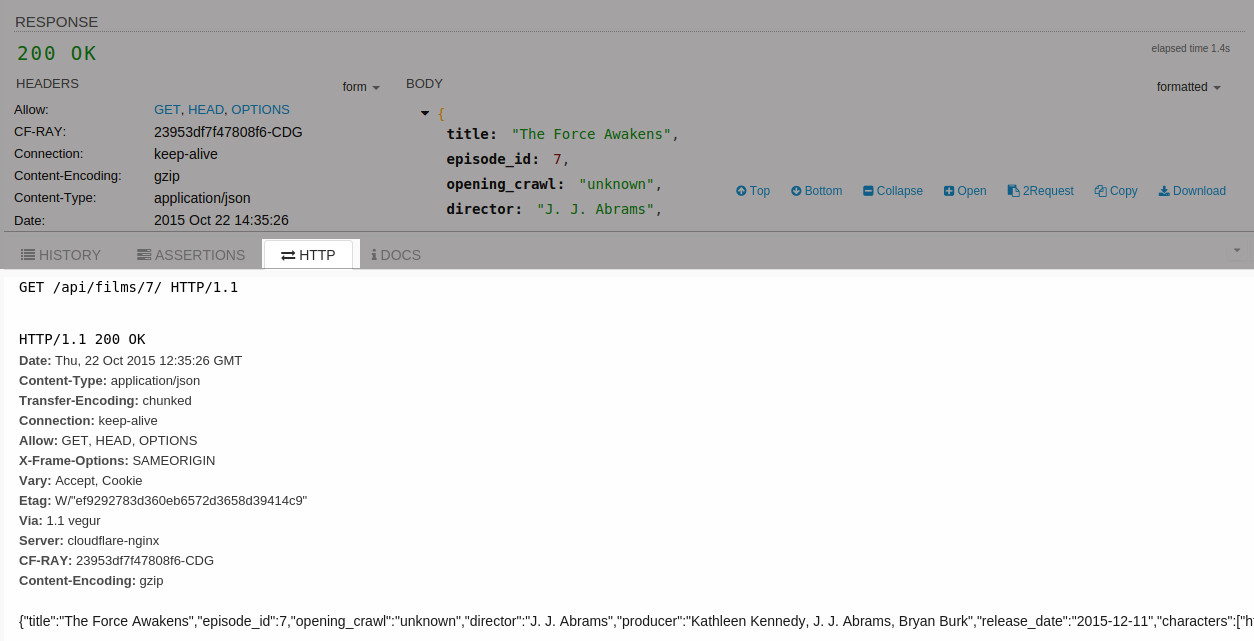 RESPONSE
200 OK
elapsed time 1.4s
HEADERS
form
BODY
formatted
Allow: GET, HEAD, OPTIONS
CF-RAY: 23953df7f47808f6-CDG
Connection: keep-alive
Content-Encoding: gzip
Content-Type: application/json
Date: 2015 Oct 22 14:35:26
{
title: "The Force Awakens",
episode_id: 7,
opening_crawl: "unknown",
director: "J. J. Abrams",
Top Bottom Collapse Open 2Request Copy Download
HISTORY ASSERTIONS HTTP DOCS
GET /api/films/7/ HTTP/1.1
HTTP/1.1 200 OK
Date: Thu, 22 Oct 2015 12:35:26 GMT
Content-Type: application/json
Transfer-Encoding: chunked
Connection: keep-alive
Allow: GET, HEAD, OPTIONS
X-Frame-Options: SAMEORIGIN
Vary: Accept, Cookie
Etag: W/"ef9292783d360eb6572d3658d39414c9"
Via: 1.1 vegur
Server: cloudflare-nginx
CF-RAY: 23953df7f47808f6-CDG
Content-Encoding: gzip
{"title":"The Force Awakens","episode_id":7,"opening_crawl":"unknown","director":"J. J. Abrams","producer":"Kathleen Kennedy, J. J. Abrams, Bryan Burk","release_date":"2015-12-11","characters":["h